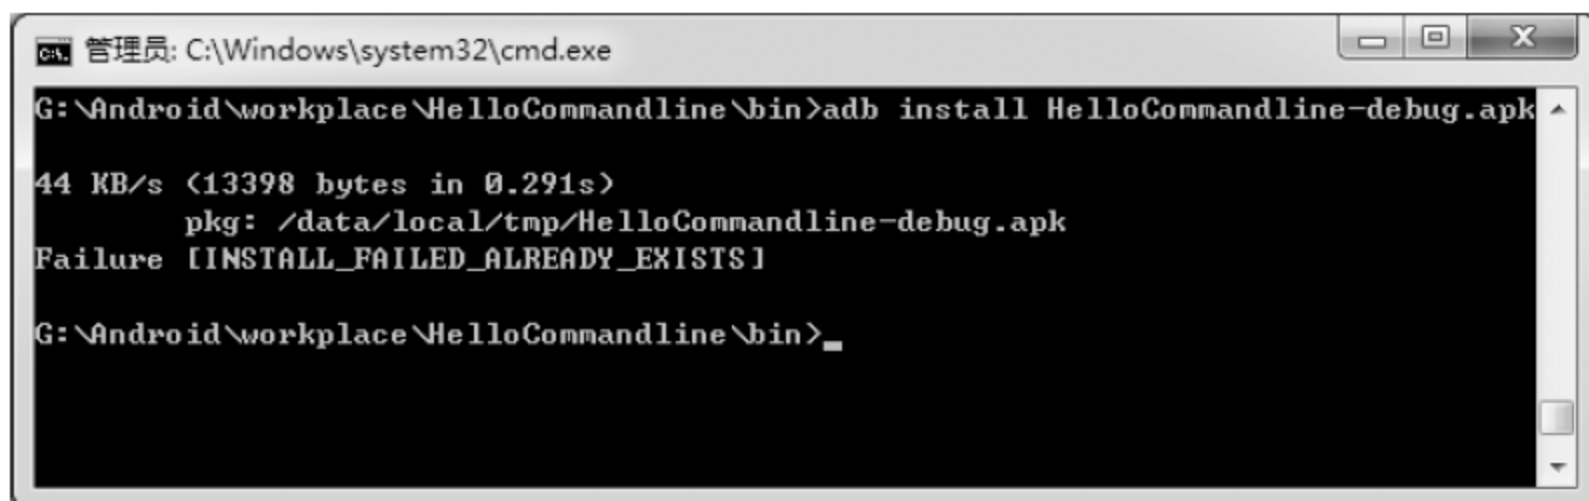 管理员: C:\Windows\system32\cmd.exe
G:\Android\workplace\HelloCommandline\bin>adb install HelloCommandline-debug.apk
44 KB/s (13398 bytes in 0.291s)
pkg: /data/local/tmp/HelloCommandline-debug.apk
Failure [INSTALL_FAILED_ALREADY_EXISTS]
G:\Android\workplace\HelloCommandline\bin>_